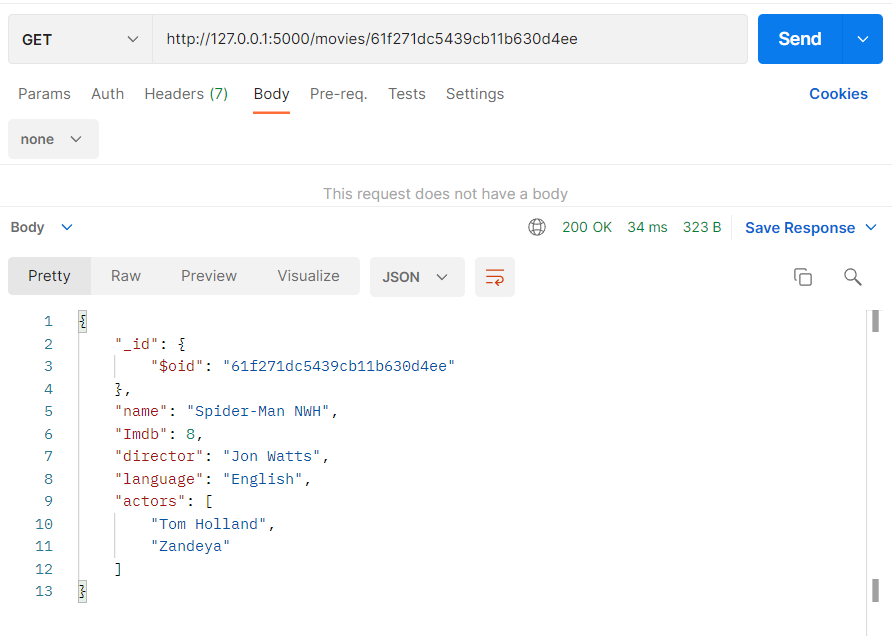 GET http://127.0.0.1:5000/movies/61f271dc5439cb11b630d4ee Send
Params Auth Headers (7) Body Pre-req. Tests Settings Cookies
none
This request does not have a body
Body 200 OK 34 ms 323 B Save Response
Pretty Raw Preview Visualize JSON
1 {
2 "_id": {
3 "$oid": "61f271dc5439cb11b630d4ee"
4 },
5 "name": "Spider-Man NWH",
6 "Imdb": 8,
7 "director": "Jon Watts",
8 "language": "English",
9 "actors": [
10 "Tom Holland",
11 "Zandeya"
12 ]
13 }